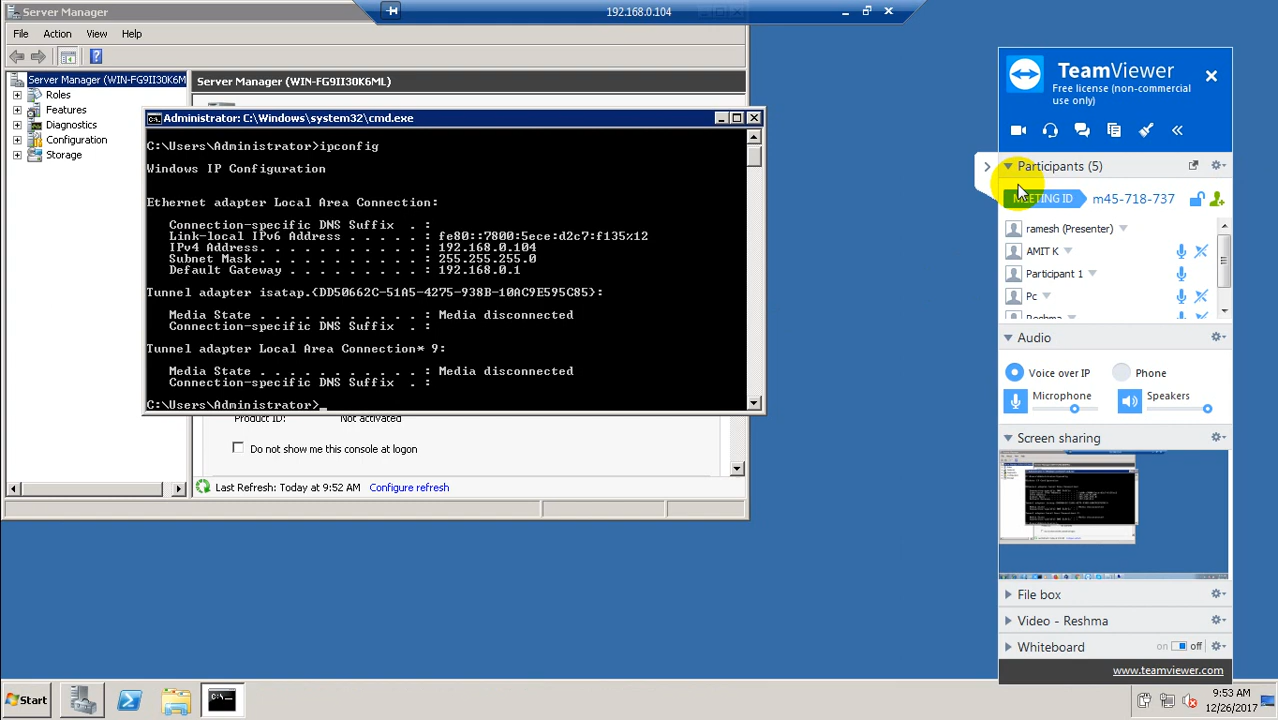 Server Manager
192.168.0.104
File Action View Help
Server Manager (WIN-FG9II30K6M
Roles
Features
Diagnostics
Configuration
Storage
Server Manager (WIN-FG9II30K6ML)
Administrator: C:\Windows\system32\cmd.exe
C:\Users\Administrator>ipconfig
Windows IP Configuration
Ethernet adapter Local Area Connection:
Connection-specific DNS Suffix . :
Link-local IPv6 Address . . . . . : fe80::7800:5ece:d2c7:f135%12
IPv4 Address. . . . . . . . . . . : 192.168.0.104
Subnet Mask . . . . . . . . . . . : 255.255.255.0
Default Gateway . . . . . . . . . : 192.168.0.1
Tunnel adapter isatap.{DD50662C-51A5-4275-938B-10AC9E595C85}:
Media State . . . . . . . . . . . : Media disconnected
Connection-specific DNS Suffix . :
Tunnel adapter Local Area Connection* 9:
Media State . . . . . . . . . . . : Media disconnected
Connection-specific DNS Suffix . :
C:\Users\Administrator>_
Product ID: Not activated
Do not show me this console at logon
Last Refresh: Today at 9:52 AM Configure refresh
TeamViewer
Free license (non-commercial
use only)
Participants (5)
MEETING ID m45-718-737
ramesh (Presenter)
AMIT K
Participant 1
Pc
Reshma
Audio
Voice over IP Phone
Microphone Speakers
Screen sharing
File box
Video - Reshma
Whiteboard on off
www.teamviewer.com
Start
C:\.
9:53 AM
12/26/2017